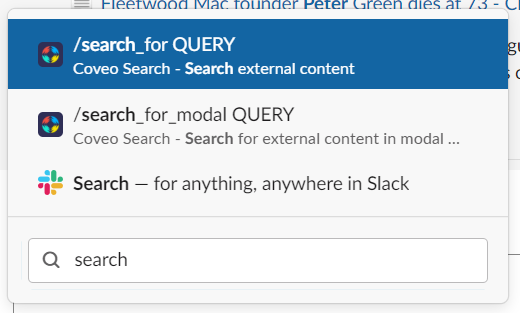 Fleetwood Mac founder Peter Green dies at 73 - C
/search_for QUERY
Coveo Search - Search external content
/search_for_modal QUERY
Coveo Search - Search for external content in modal ...
Search — for anything, anywhere in Slack
search